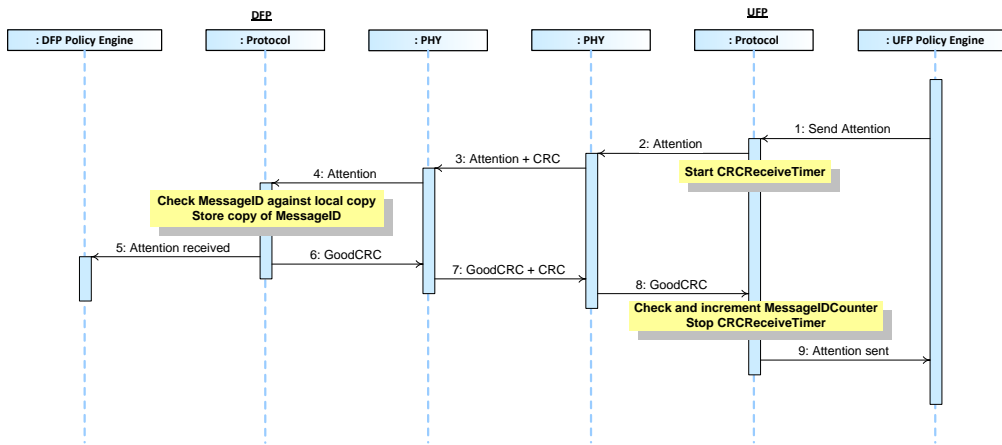 DFP
UFP
: DFP Policy Engine
: Protocol
: PHY
: PHY
: Protocol
: UFP Policy Engine
1: Send Attention
2: Attention
3: Attention + CRC
Start CRCReceiveTimer
4: Attention
Check MessageID against local copy
Store copy of MessageID
5: Attention received
6: GoodCRC
7: GoodCRC + CRC
8: GoodCRC
Check and increment MessageIDCounter
Stop CRCReceiveTimer
9: Attention sent